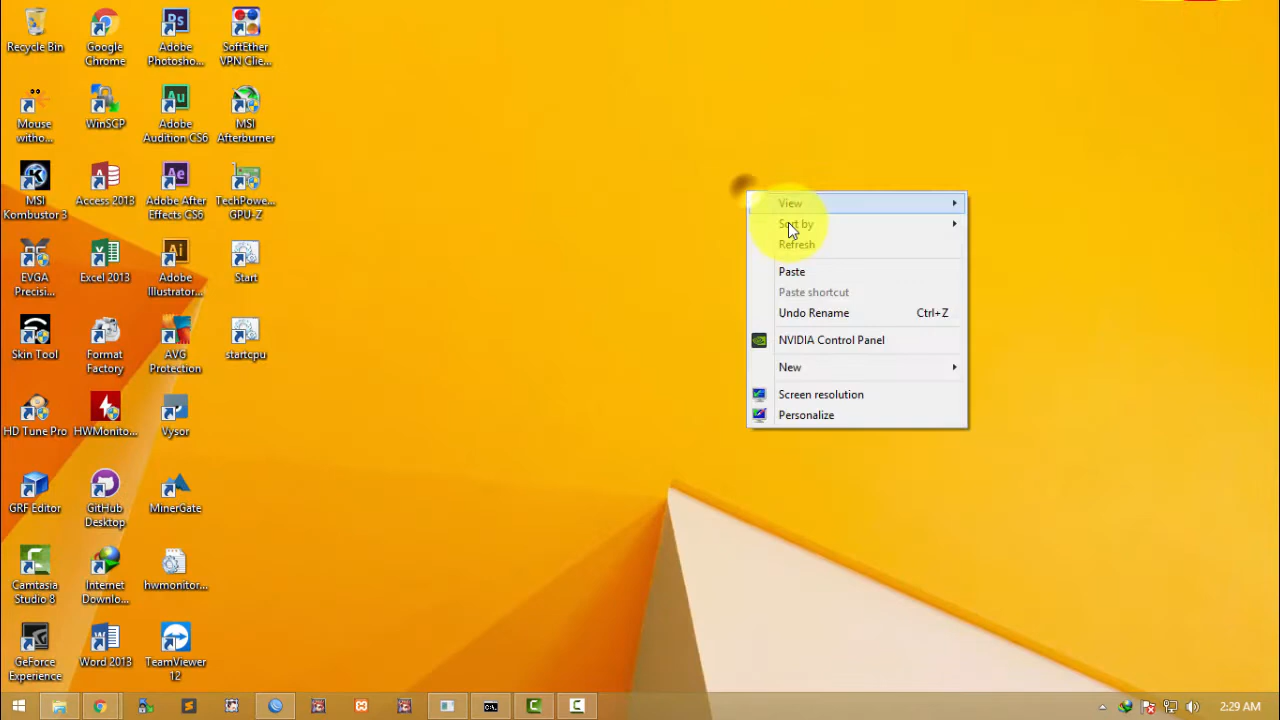 Recycle Bin
Google
Chrome
Adobe
Photosho...
SoftEther
VPN Clie...
Mouse
witho...
WinSCP
Adobe
Audition CS6
MSI
Afterburner
MSI
Kombustor 3
Access 2013
Adobe After
Effects CS6
TechPowe...
GPU-Z
EVGA
Precisi...
Excel 2013
Adobe
Illustrator...
Start
Skin Tool
Format
Factory
AVG
Protection
startcpu
HD Tune Pro
HWMonito...
Vysor
GRF Editor
GitHub
Desktop
MinerGate
Camtasia
Studio 8
Internet
Downlo...
hwmonitor...
GeForce
Experience
Word 2013
TeamViewer
12
View
Sort by
Refresh
Paste
Paste shortcut
Undo Rename Ctrl+Z
NVIDIA Control Panel
New
Screen resolution
Personalize
2:29 AM